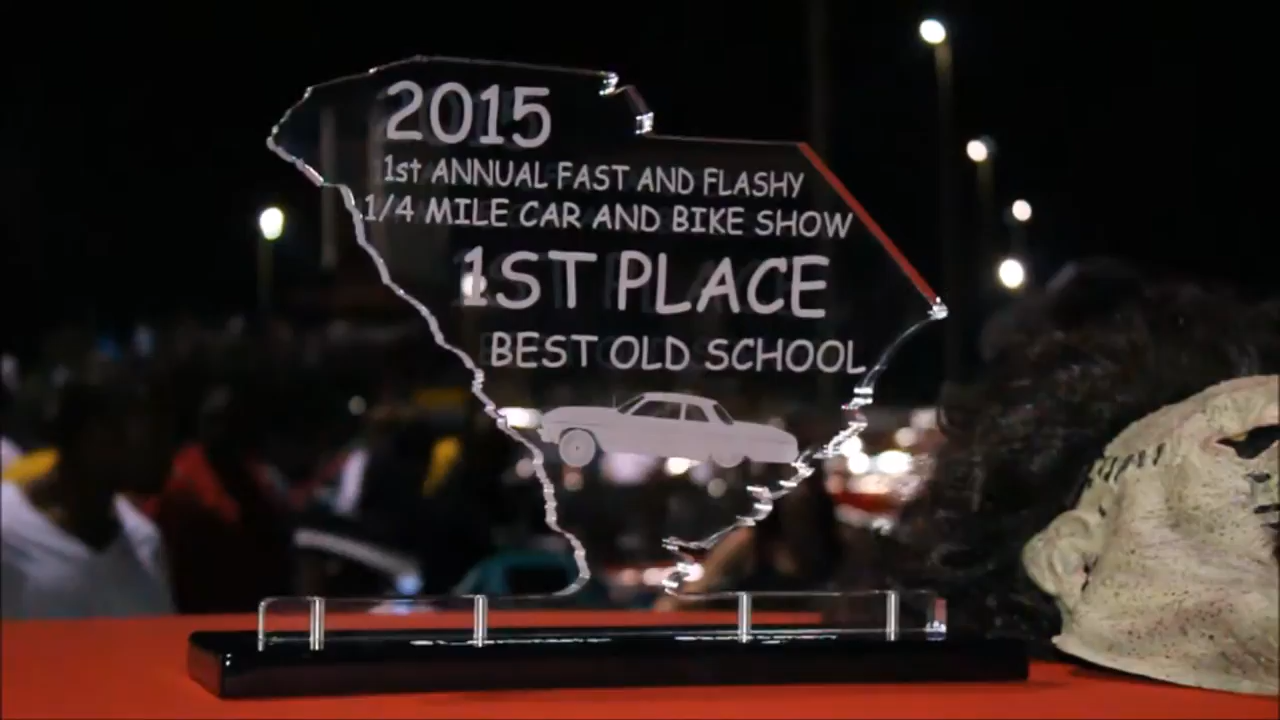 2015
1st ANNUAL FAST AND FLASHY
1/4 MILE CAR AND BIKE SHOW
1ST PLACE
BEST OLD SCHOOL